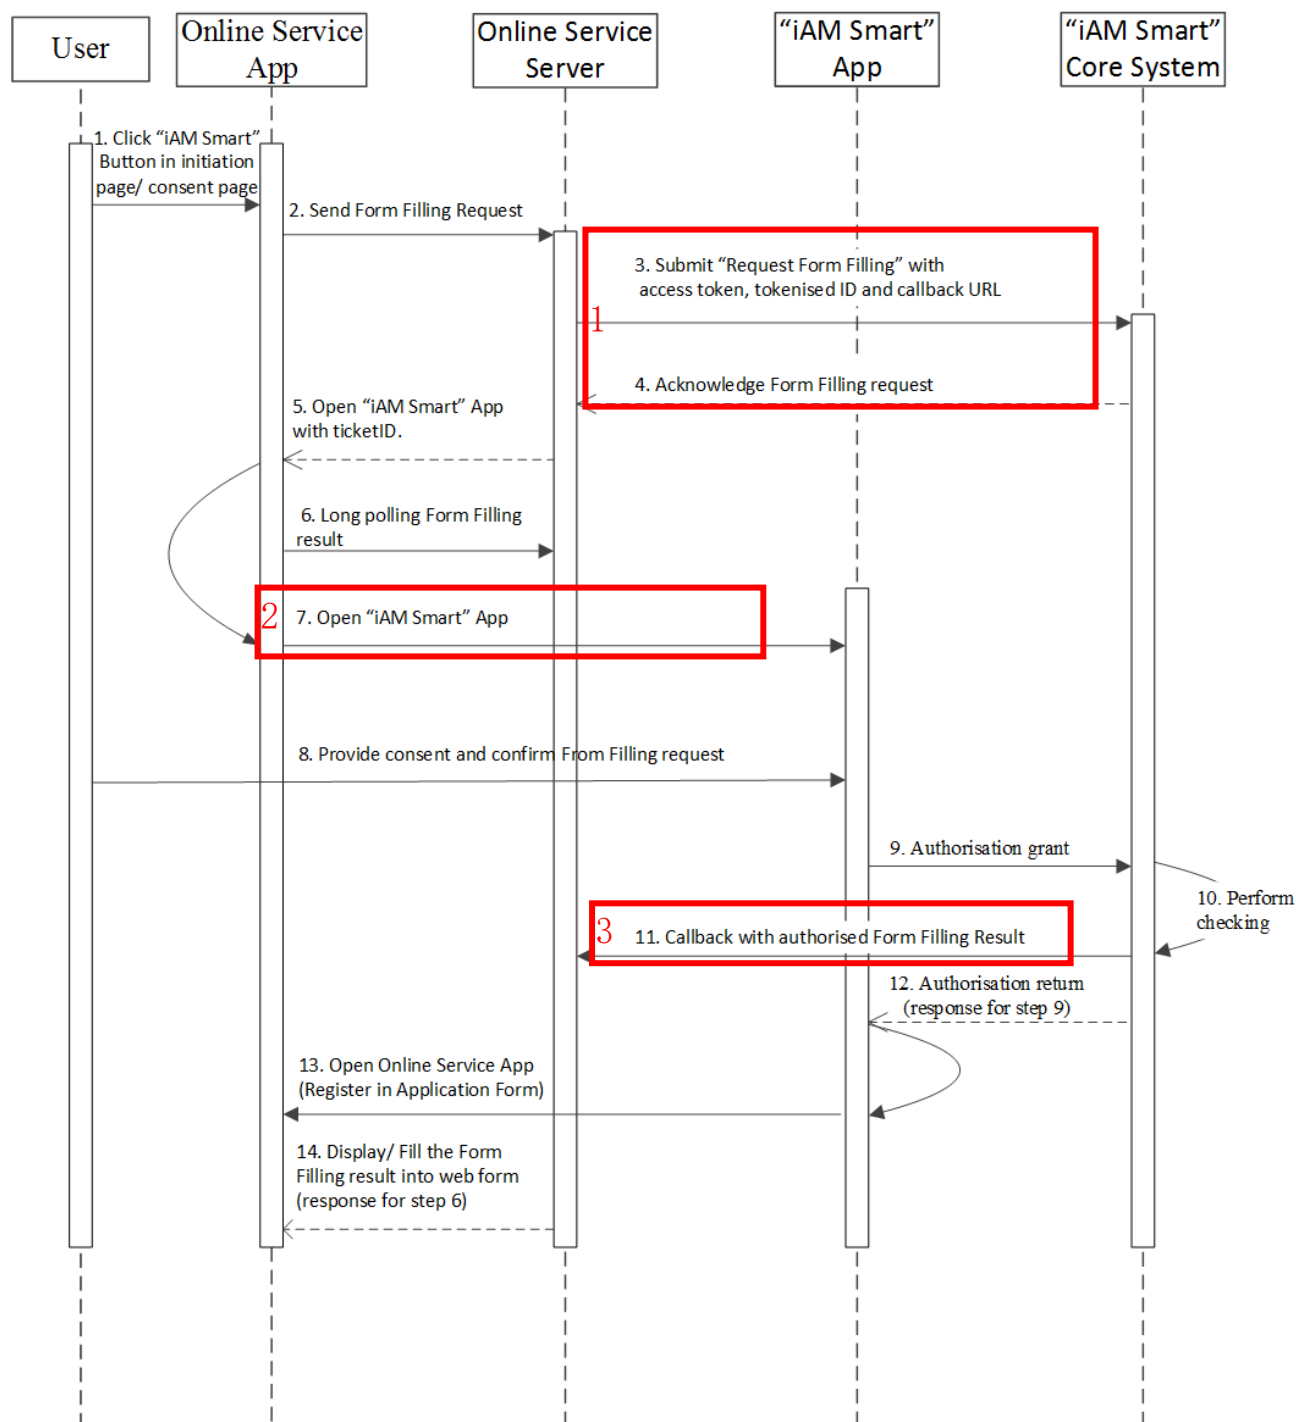 User
Online Service
App
Online Service
Server
“iAM Smart”
App
“iAM Smart”
Core System
1. Click “iAM Smart”
Button in initiation
page/ consent page
2. Send Form Filling Request
3. Submit “Request Form Filling” with
access token, tokenised ID and callback URL
1
4. Acknowledge Form Filling request
5. Open “iAM Smart” App
with ticketID.
6. Long polling Form Filling
result
2
7. Open “iAM Smart” App
8. Provide consent and confirm From Filling request
9. Authorisation grant
10. Perform
checking
3
11. Callback with authorised Form Filling Result
12. Authorisation return
(response for step 9)
13. Open Online Service App
(Register in Application Form)
14. Display/ Fill the Form
Filling result into web form
(response for step 6)